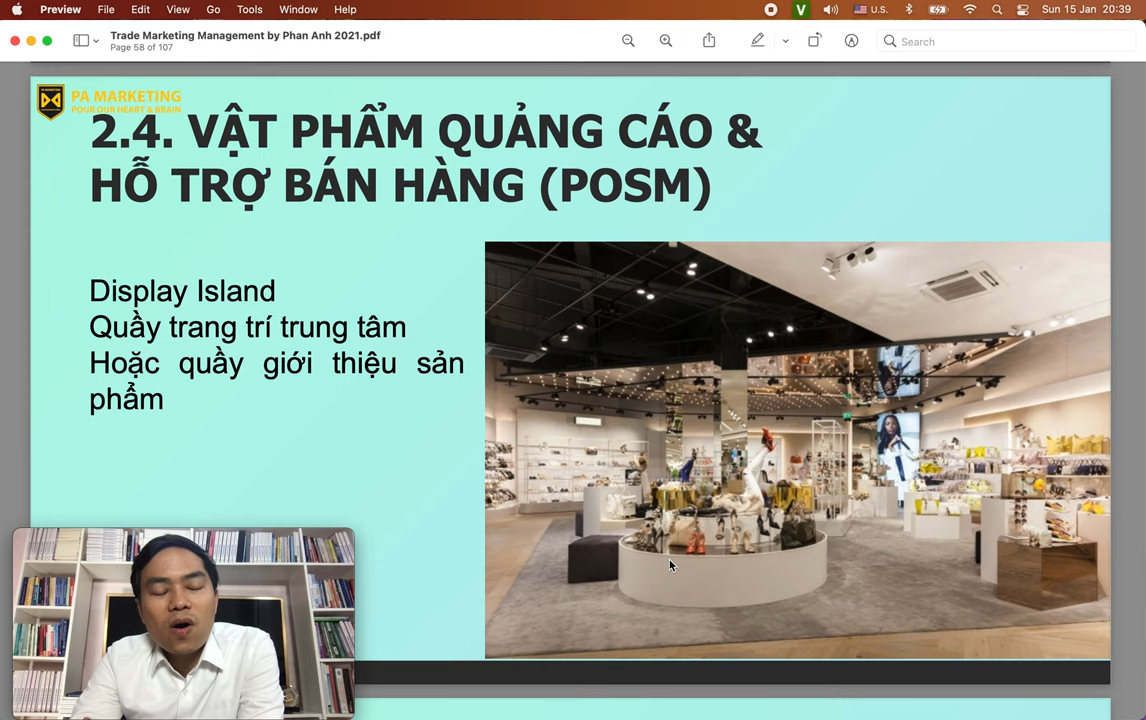 Preview File Edit View Go Tools Window Help V U.S. Sun 15 Jan 20:39
Trade Marketing Management by Phan Anh 2021.pdf
Page 58 of 107
Search
PA MARKETING
POUR OUR HEART & BRAIN
2.4. VẬT PHẨM QUẢNG CÁO &
HỖ TRỢ BÁN HÀNG (POSM)
Display Island
Quầy trang trí trung tâm
Hoặc quầy giới thiệu sản
phẩm